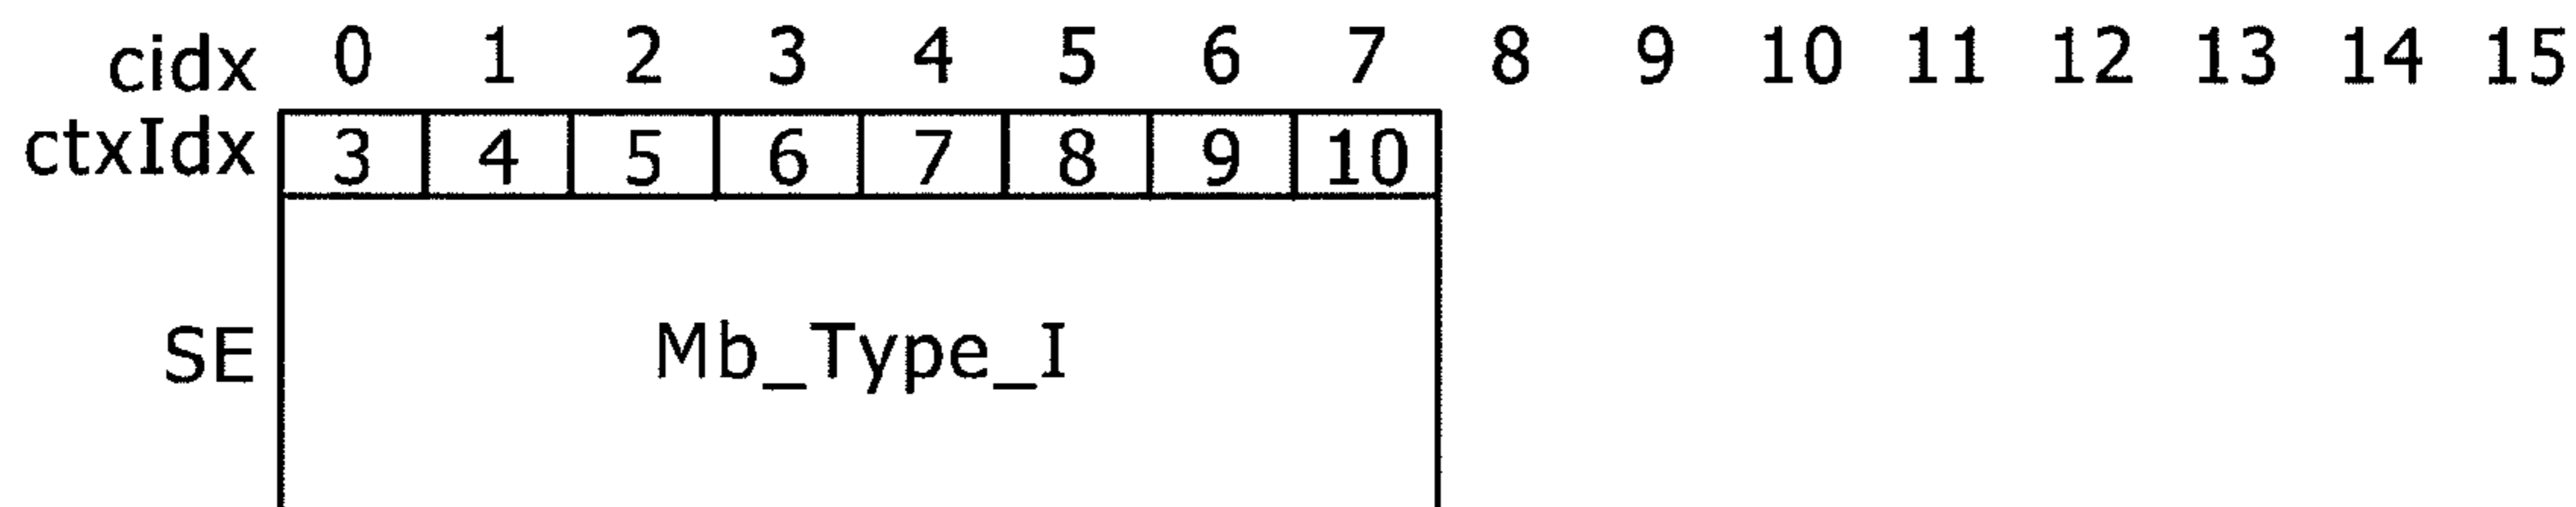 cidx 0 1 2 3 4 5 6 7 8 9 10 11 12 13 14 15
ctxIdx 3 4 5 6 7 8 9 10
SE Mb_Type_I